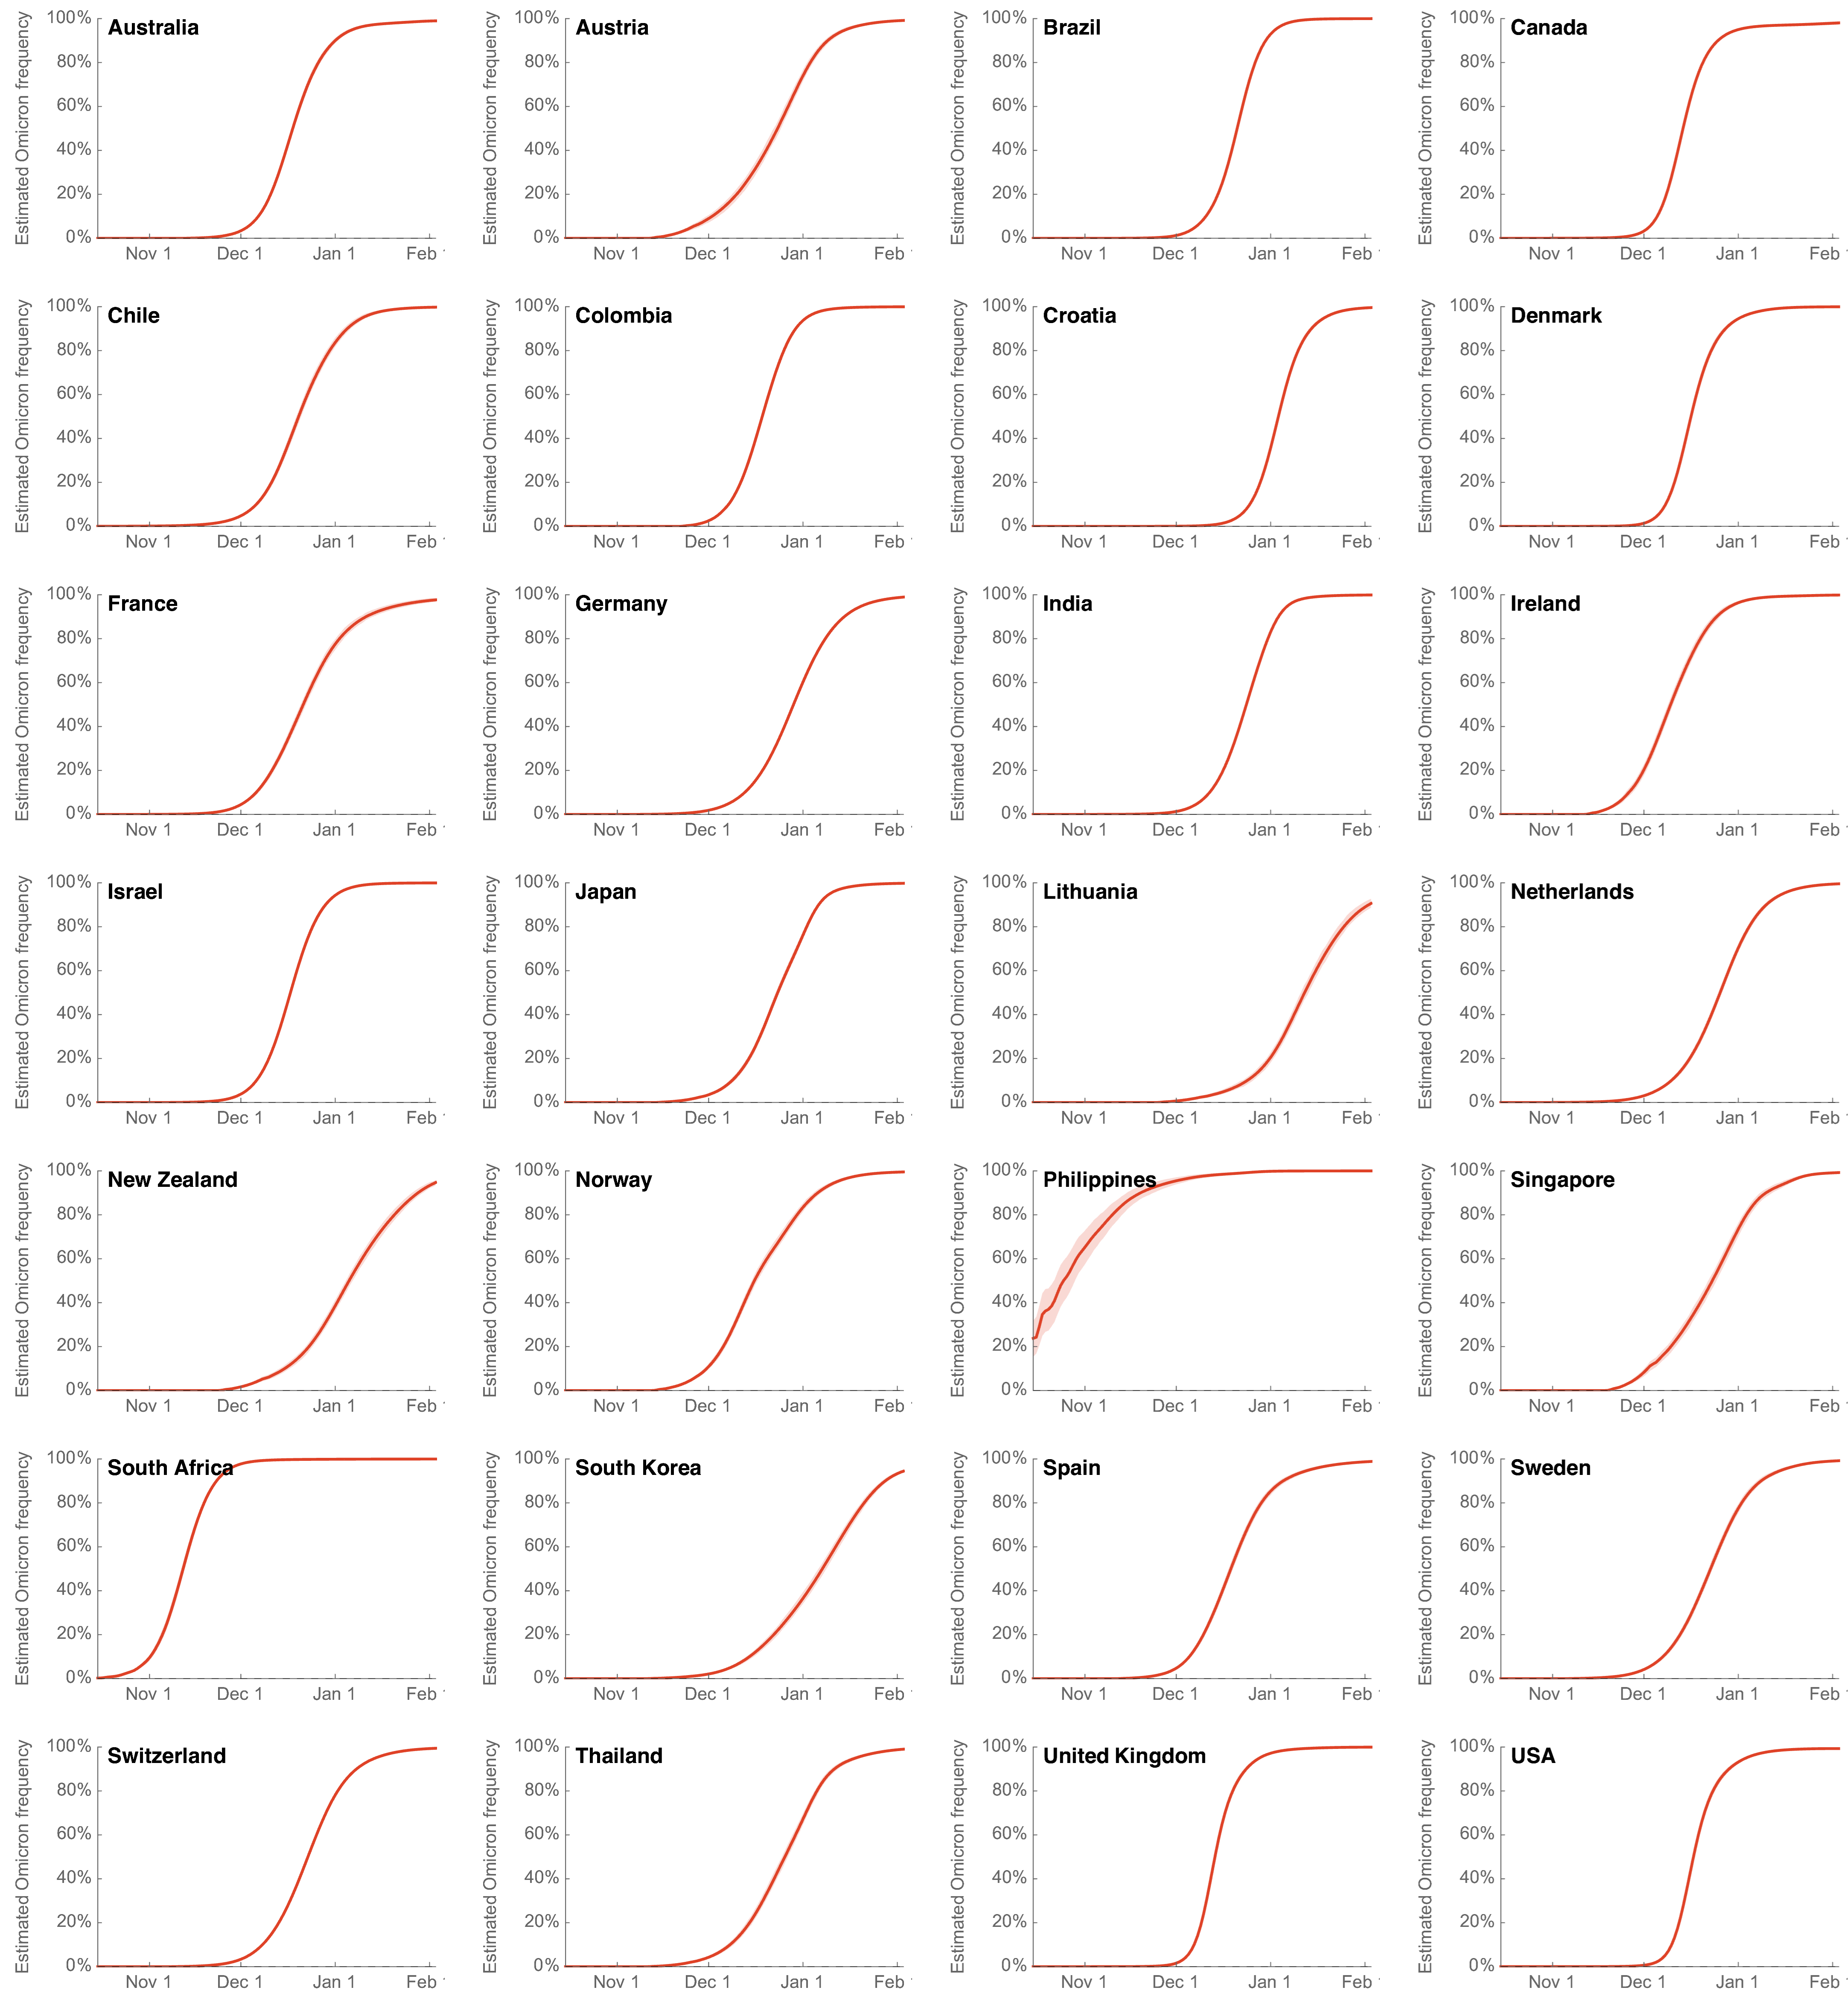 Estimated Omicron frequency
100%
80%
60%
40%
20%
0%
Australia
Nov 1
Dec 1
Jan 1
Feb
Estimated Omicron frequency
100%
80%
60%
40%
20%
0%
Austria
Nov 1
Dec 1
Jan 1
Feb
Estimated Omicron frequency
100%
80%
60%
40%
20%
0%
Brazil
Nov 1
Dec 1
Jan 1
Feb
Estimated Omicron frequency
100%
80%
60%
40%
20%
0%
Canada
Nov 1
Dec 1
Jan 1
Feb
Estimated Omicron frequency
100%
80%
60%
40%
20%
0%
Chile
Nov 1
Dec 1
Jan 1
Feb
Estimated Omicron frequency
100%
80%
60%
40%
20%
0%
Colombia
Nov 1
Dec 1
Jan 1
Feb
Estimated Omicron frequency
100%
80%
60%
40%
20%
0%
Croatia
Nov 1
Dec 1
Jan 1
Feb
Estimated Omicron frequency
100%
80%
60%
40%
20%
0%
Denmark
Nov 1
Dec 1
Jan 1
Feb
Estimated Omicron frequency
100%
80%
60%
40%
20%
0%
France
Nov 1
Dec 1
Jan 1
Feb
Estimated Omicron frequency
100%
80%
60%
40%
20%
0%
Germany
Nov 1
Dec 1
Jan 1
Feb
Estimated Omicron frequency
100%
80%
60%
40%
20%
0%
India
Nov 1
Dec 1
Jan 1
Feb
Estimated Omicron frequency
100%
80%
60%
40%
20%
0%
Ireland
Nov 1
Dec 1
Jan 1
Feb
Estimated Omicron frequency
100%
80%
60%
40%
20%
0%
Israel
Nov 1
Dec 1
Jan 1
Feb
Estimated Omicron frequency
100%
80%
60%
40%
20%
0%
Japan
Nov 1
Dec 1
Jan 1
Feb
Estimated Omicron frequency
100%
80%
60%
40%
20%
0%
Lithuania
Nov 1
Dec 1
Jan 1
Feb
Estimated Omicron frequency
100%
80%
60%
40%
20%
0%
Netherlands
Nov 1
Dec 1
Jan 1
Feb
Estimated Omicron frequency
100%
80%
60%
40%
20%
0%
New Zealand
Nov 1
Dec 1
Jan 1
Feb
Estimated Omicron frequency
100%
80%
60%
40%
20%
0%
Norway
Nov 1
Dec 1
Jan 1
Feb
Estimated Omicron frequency
100%
80%
60%
40%
20%
0%
Philippines
Nov 1
Dec 1
Jan 1
Feb
Estimated Omicron frequency
100%
80%
60%
40%
20%
0%
Singapore
Nov 1
Dec 1
Jan 1
Feb
Estimated Omicron frequency
100%
80%
60%
40%
20%
0%
South Africa
Nov 1
Dec 1
Jan 1
Feb
Estimated Omicron frequency
100%
80%
60%
40%
20%
0%
South Korea
Nov 1
Dec 1
Jan 1
Feb
Estimated Omicron frequency
100%
80%
60%
40%
20%
0%
Spain
Nov 1
Dec 1
Jan 1
Feb
Estimated Omicron frequency
100%
80%
60%
40%
20%
0%
Sweden
Nov 1
Dec 1
Jan 1
Feb
Estimated Omicron frequency
100%
80%
60%
40%
20%
0%
Switzerland
Nov 1
Dec 1
Jan 1
Feb
Estimated Omicron frequency
100%
80%
60%
40%
20%
0%
Thailand
Nov 1
Dec 1
Jan 1
Feb
Estimated Omicron frequency
100%
80%
60%
40%
20%
0%
United Kingdom
Nov 1
Dec 1
Jan 1
Feb
Estimated Omicron frequency
100%
80%
60%
40%
20%
0%
USA
Nov 1
Dec 1
Jan 1
Feb